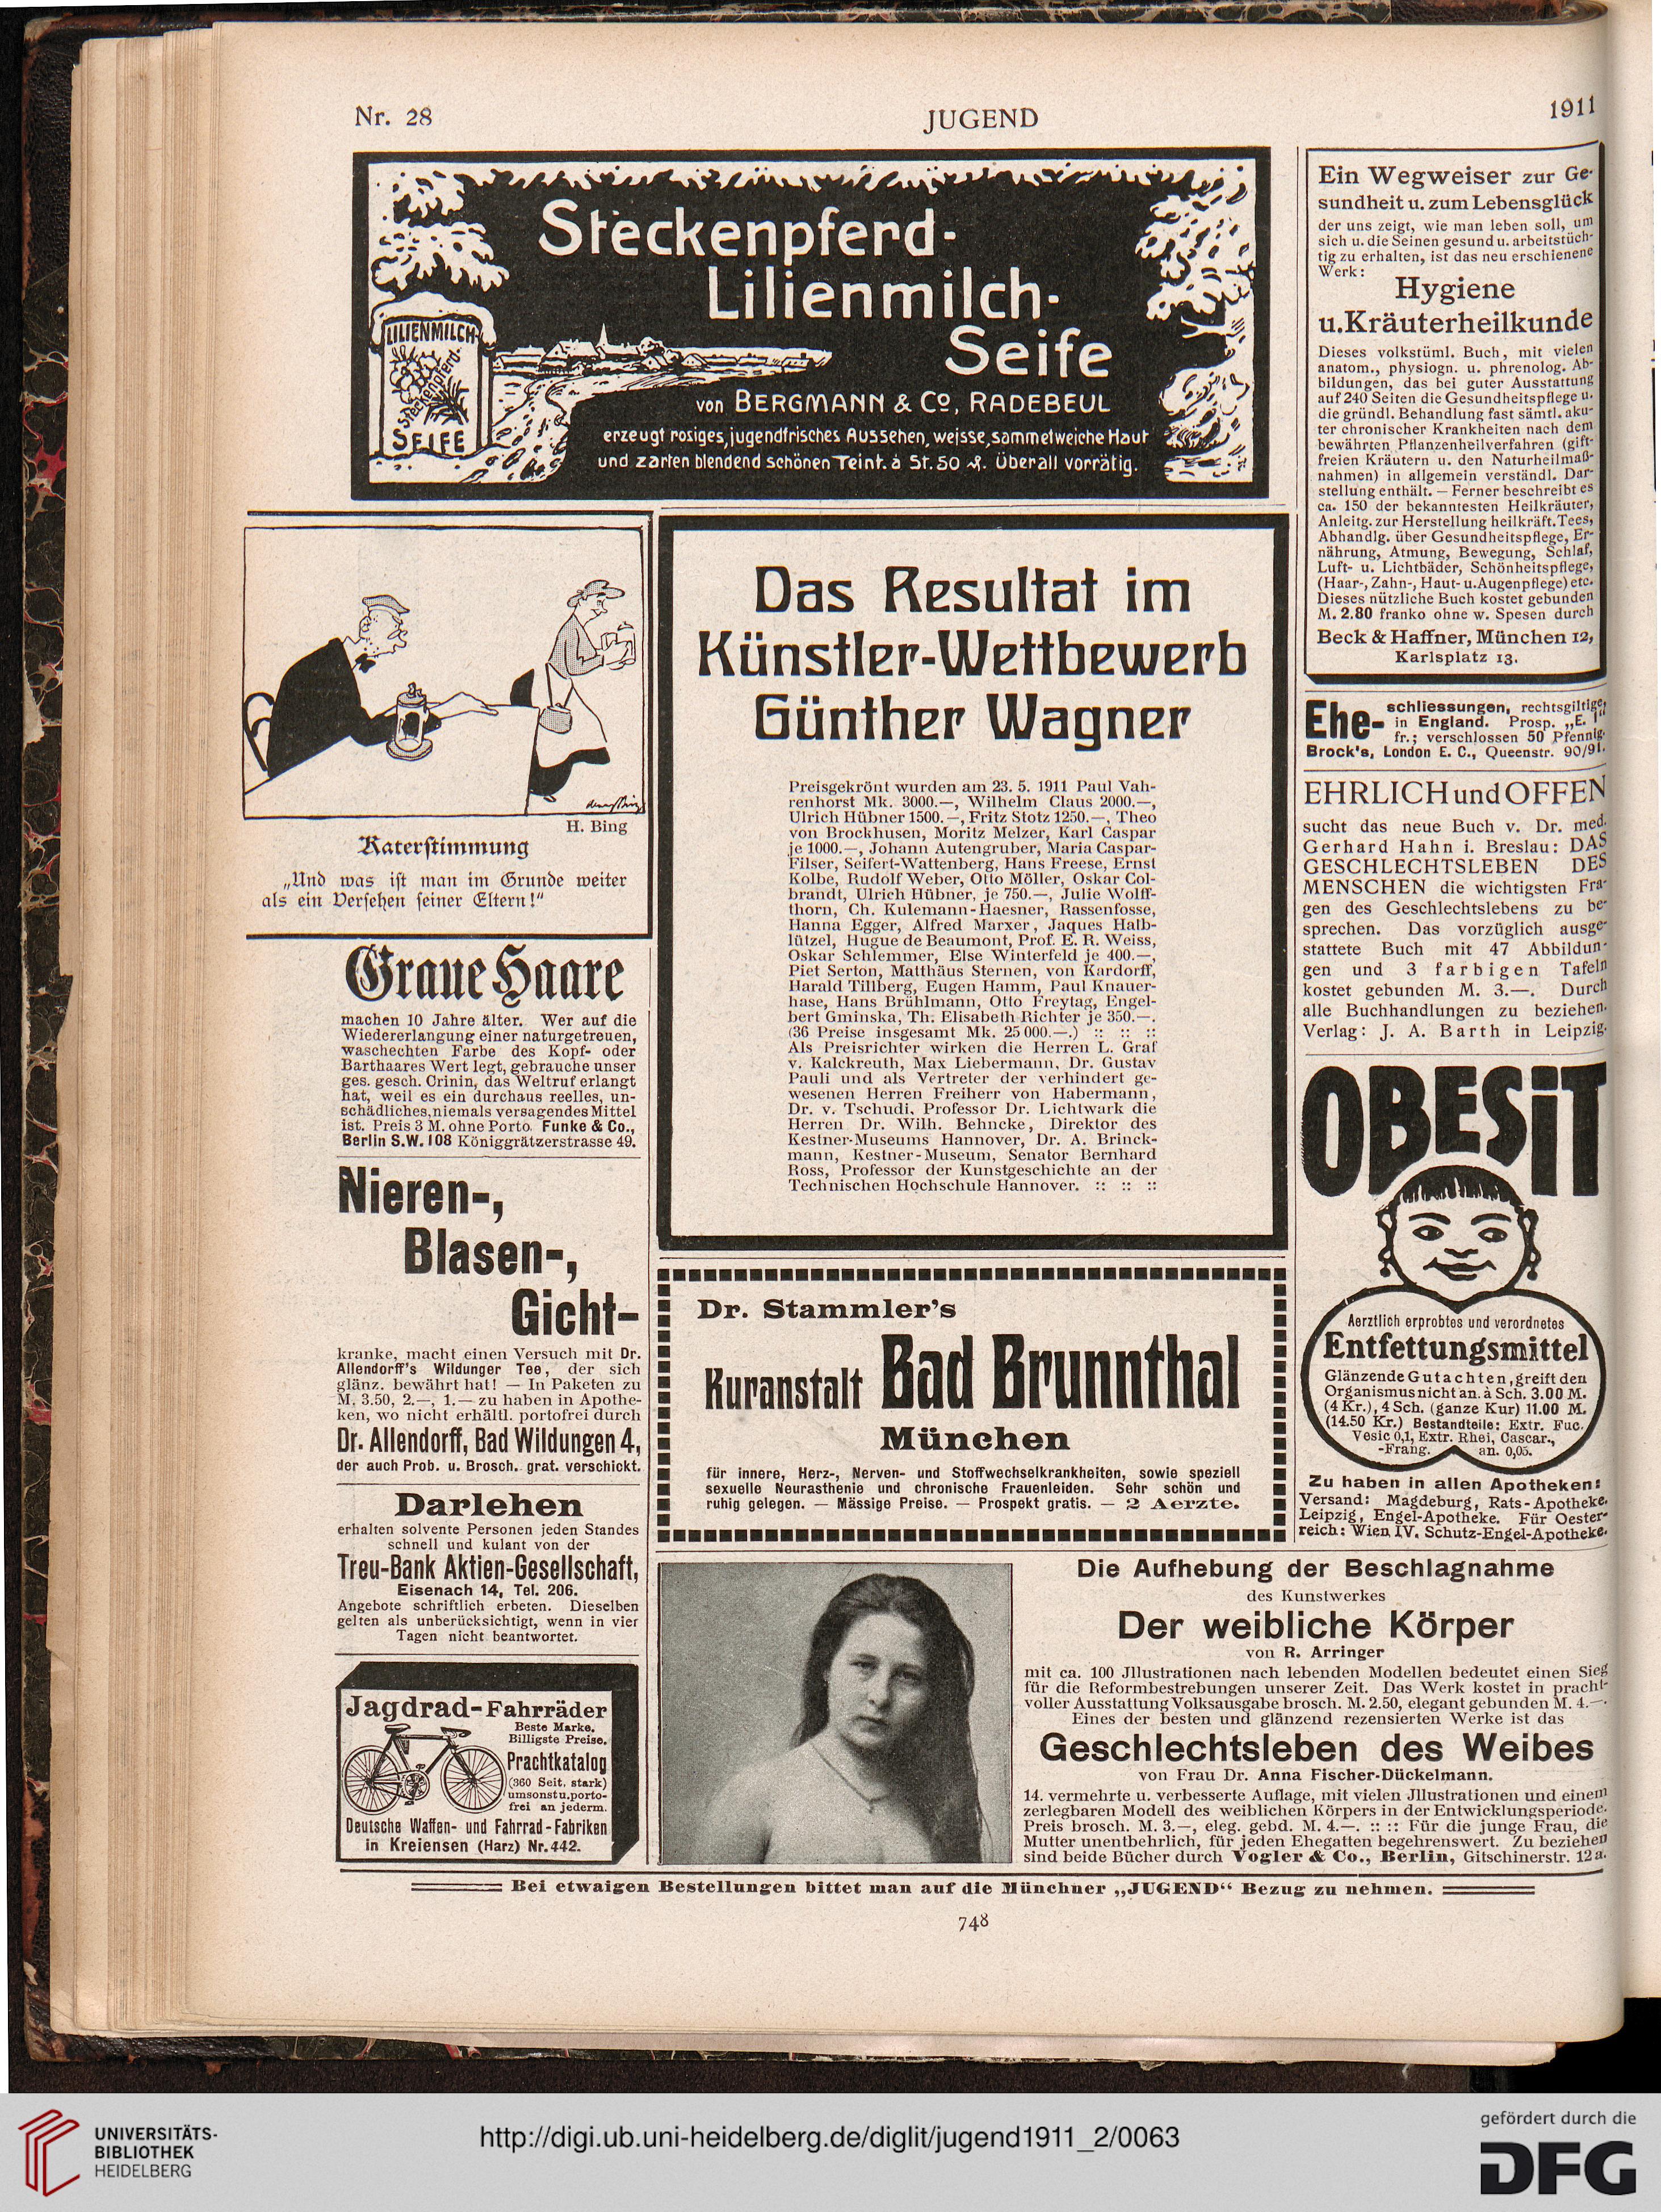 Nr. 28
JUGEND
1911
Steckenpferd-
Lilienmilch-
Seife
von BERGMANN & Co, RADEBEUL
erzeugt rosiges, jugendfrisches Aussehen, weisse, sammetweiche Haut
und zarten blendend schönen Teint. à St. 50 ₰. Überall vorrätig.
LILIENMILCH-
Steckenpferd-
SEIFE
H. Bing
Katerstimmung
„Und was ist man im Grunde weiter
als ein Versehen seiner Eltern!“
Graue Haare
machen 10 Jahre älter. Wer auf die
Wiedererlangung einer naturgetreuen,
waschechten Farbe des Kopf- oder
Barthaares Wert legt, gebrauche unser
ges. gesch. Crinin, das Weltruf erlangt
hat, weil es ein durchaus reelles, un-
schädliches, niemals versagendes Mittel
ist. Preis 3 M. ohne Porto. Funke & Co.,
Berlin S.W. 108 Königgrätzerstrasse 49.
Nieren-,
Blasen-,
Gicht-
kranke, macht einen Versuch mit Dr.
Allendorff's Wildunger Tee, der sich
glänz. bewährt hat! — In Paketen zu
M. 3.50, 2.—, 1.— zu haben in Apothe-
ken, wo nicht erhältl. portofrei durch
Dr. Allendorff, Bad Wildungen 4,
der auch Prob. u. Brosch. grat. verschickt.
Darlehen
erhalten solvente Personen jeden Standes
schnell und kulant von der
Treu-Bank Aktien-Gesellschaft,
Eisenach 14, Tel. 206.
Angebote schriftlich erbeten. Dieselben
gelten als unberücksichtigt, wenn in vier
Tagen nicht beantwortet.
Jagdrad-Fahrräder
Beste Marke.
Billigste Preise.
Prachtkatalog
(360 Seit. stark)
umsonst u. porto-
frei an jederm.
Deutsche Waffen- und Fahrrad-Fabriken
in Kreiensen (Harz) Nr. 442.
Das Resultat im
Künstler-Wettbewerb
Günther Wagner
Preisgekrönt wurden am 23. 5. 1911 Paul Vah-
renhorst Mk. 3000.—, Wilhelm Claus 2000.—,
Ulrich Hübner 1500.—, Fritz Stotz 1250.—, Theo
von Brockhusen, Moritz Melzer, Karl Caspar
je 1000.—, Johann Autengruber, Maria Caspar-
Filser, Seifert-Wattenberg, Hans Freese, Ernst
Kolbe, Rudolf Weber, Otto Möller, Oskar Col-
brandt, Ulrich Hübner, je 750.—, Julie Wolff-
thorn, Ch. Kulemann-Haesner, Rassenfosse,
Hanna Egger, Alfred Marxer, Jaques Halb-
lützel, Hugue de Beaumont, Prof. E. R. Weiss,
Oskar Schlemmer, Else Winterfeld je 400.—,
Piet Serton, Matthäus Sternen, von Kardorff,
Harald Tillberg, Eugen Hamm, Paul Knauer-
hase, Hans Brühlmann, Otto Freytag, Engel-
bert Gminska, Th. Elisabeth Richter je 350.—.
(36 Preise insgesamt Mk. 25 000.—.) :: :: ::
Als Preisrichter wirken die Herren L. Graf
v. Kalckreuth, Max Liebermann, Dr. Gustav
Pauli und als Vertreter der verhindert ge-
wesenen Herren Freiherr von Habermann,
Dr. v. Tschudi, Professor Dr. Lichtwark die
Herren Dr. Wilh. Behncke, Direktor des
Kestner-Museums Hannover, Dr. A. Brinck-
mann, Kestner-Museum, Senator Bernhard
Ross, Professor der Kunstgeschichte an der
Technischen Hochschule Hannover. :: :: ::
Dr. Stammler's
Kuranstalt Bad Brunnthal
München
für innere, Herz-, Nerven- und Stoffwechselkrankheiten, sowie speziell
sexuelle Neurasthenie und chronische Frauenleiden. Sehr schön und
ruhig gelegen. — Mässige Preise. — Prospekt gratis. — 2 Aerzte.
Ein Wegweiser zur Ge-
sundheit u. zum Lebensglück
der uns zeigt, wie man leben soll, um
sich u. die Seinen gesund u. arbeitstüch-
tig zu erhalten, ist das neu erschienene
Werk:
Hygiene
u. Kräuterheilkunde
Dieses volkstüml. Buch, mit vielen
anatom., physiogn. u. phrenolog. Ab-
bildungen, das bei guter Ausstattung
auf 240 Seiten die Gesundheitspflege u.
die gründl. Behandlung fast sämtl. aku-
ter chronischer Krankheiten nach dem
bewährten Pflanzenheilverfahren (gift-
freien Kräutern u. den Naturheilmaß-
nahmen) in allgemein verständl. Dar-
stellung enthält. — Ferner beschreibt es
ca. 150 der bekanntesten Heilkräuter,
Anleitg. zur Herstellung heilkräft. Tees,
Abhandlg. über Gesundheitspflege, Er-
nährung, Atmung, Bewegung, Schlaf,
Luft- u. Lichtbäder, Schönheitspflege,
(Haar-, Zahn-, Haut- u. Augenpflege) etc.
Dieses nützliche Buch kostet gebunden
M. 2.80 franko ohne w. Spesen durch
Beck & Haffner, München 12,
Karlsplatz 13.
Ehe-schliessungen, rechtsgiltige,
in England. Prosp. „E. 1“
fr.; verschlossen 50 Pfennig.
Brock's, London E. C., Queenstr. 90/91.
EHRLICH und OFFEN
sucht das neue Buch v. Dr. med.
Gerhard Hahn i. Breslau: DAS
GESCHLECHTSLEBEN DES
MENSCHEN die wichtigsten Fra-
gen des Geschlechtslebens zu be-
sprechen. Das vorzüglich ausge-
stattete Buch mit 47 Abbildun-
gen und 3 farbigen Tafeln
kostet gebunden M. 3.—. Durch
alle Buchhandlungen zu beziehen.
Verlag: J. A. Barth in Leipzig.
OBESiT
Aerztlich erprobtes und verordnetes
Entfettungsmittel
Glänzende Gutachten, greift den
Organismus nicht an. à Sch. 3.00 M.
(4 Kr.), 4 Sch. (ganze Kur) 11.00 M.
(14.50 Kr.) Bestandteile: Extr. Fuc.
Vesic 0,1, Extr. Rhei, Cascar.,
-Frang. an. 0,05.
Zu haben in allen Apotheken:
Versand: Magdeburg, Rats-Apotheke.
Leipzig, Engel-Apotheke. Für Oester-
reich: Wien IV, Schutz-Engel-Apotheke.
Die Aufhebung der Beschlagnahme
des Kunstwerkes
Der weibliche Körper
von R. Arringer
mit ca. 100 Jllustrationen nach lebenden Modellen bedeutet einen Sieg
für die Reformbestrebungen unserer Zeit. Das Werk kostet in pracht-
voller Ausstattung Volksausgabe brosch. M. 2.50, elegant gebunden M. 4.—.
Eines der besten und glänzend rezensierten Werke ist das
Geschlechtsleben des Weibes
von Frau Dr. Anna Fischer-Dückelmann.
14. vermehrte u. verbesserte Auflage, mit vielen Jllustrationen und einem
zerlegbaren Modell des weiblichen Körpers in der Entwicklungsperiode.
Preis brosch. M. 3.—, eleg. gebd. M. 4.—. :: :: Für die junge Frau, die
Mutter unentbehrlich, für jeden Ehegatten begehrenswert. Zu beziehen
sind beide Bücher durch Vogler & Co., Berlin, Gitschinerstr. 12 a.
Bei etwaigen Bestellungen bittet man auf die Münchner „JUGEND“ Bezug zu nehmen.
748
UNIVERSITÄTS-
BIBLIOTHEK
HEIDELBERG
http://digi.ub.uni-heidelberg.de/diglit/jugend1911_2/0063
gefördert durch die
DFG